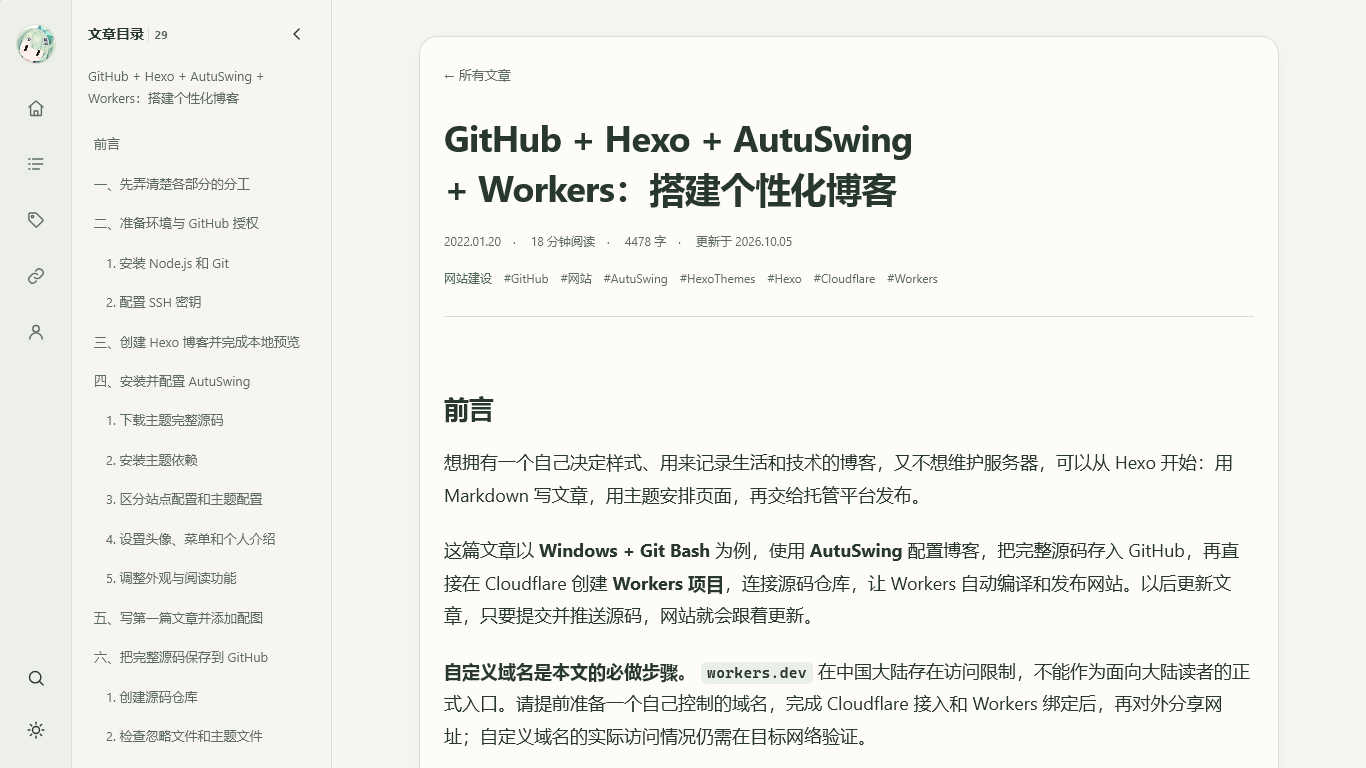 文章目录 29
GitHub + Hexo + AutuSwing +
Workers：搭建个性化博客
前言
一、先弄清楚各部分的分工
二、准备环境与 GitHub 授权
1. 安装 Node.js 和 Git
2. 配置 SSH 密钥
三、创建 Hexo 博客并完成本地预览
四、安装并配置 AutuSwing
1. 下载主题完整源码
2. 安装主题依赖
3. 区分站点配置和主题配置
4. 设置头像、菜单和个人介绍
5. 调整外观与阅读功能
五、写第一篇文章并添加配图
六、把完整源码保存到 GitHub
1. 创建源码仓库
2. 检查忽略文件和主题文件
← 所有文章
GitHub + Hexo + AutuSwing
+ Workers：搭建个性化博客
2022.01.20 · 18 分钟阅读 · 4478 字 · 更新于 2026.10.05
网站建设 #GitHub #网站 #AutuSwing #HexoThemes #Hexo #Cloudflare #Workers
前言
想拥有一个自己决定样式、用来记录生活和技术的博客，又不想维护服务器，可以从 Hexo 开始：用
Markdown 写文章，用主题安排页面，再交给托管平台发布。
这篇文章以 Windows + Git Bash 为例，使用 AutuSwing 配置博客，把完整源码存入 GitHub，再直
接在 Cloudflare 创建 Workers 项目，连接源码仓库，让 Workers 自动编译和发布网站。以后更新文
章，只要提交并推送源码，网站就会跟着更新。
自定义域名是本文的必做步骤。 workers.dev 在中国大陆存在访问限制，不能作为面向大陆读者的正
式入口。请提前准备一个自己控制的域名，完成 Cloudflare 接入和 Workers 绑定后，再对外分享网
址；自定义域名的实际访问情况仍需在目标网络验证。